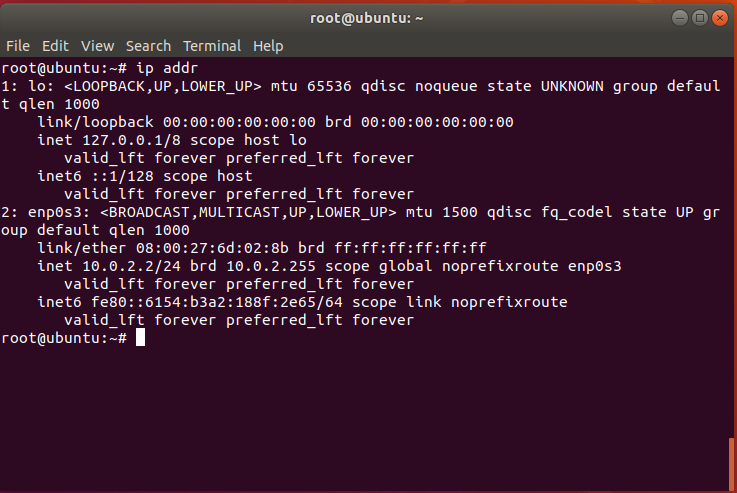 root@ubuntu: ~
File Edit View Search Terminal Help
root@ubuntu:~# ip addr
1: lo: <LOOPBACK,UP,LOWER_UP> mtu 65536 qdisc noqueue state UNKNOWN group defaul
t qlen 1000
    link/loopback 00:00:00:00:00:00 brd 00:00:00:00:00:00
    inet 127.0.0.1/8 scope host lo
       valid_lft forever preferred_lft forever
    inet6 ::1/128 scope host
       valid_lft forever preferred_lft forever
2: enp0s3: <BROADCAST,MULTICAST,UP,LOWER_UP> mtu 1500 qdisc fq_codel state UP gr
oup default qlen 1000
    link/ether 08:00:27:6d:02:8b brd ff:ff:ff:ff:ff:ff
    inet 10.0.2.2/24 brd 10.0.2.255 scope global noprefixroute enp0s3
       valid_lft forever preferred_lft forever
    inet6 fe80::6154:b3a2:188f:2e65/64 scope link noprefixroute
       valid_lft forever preferred_lft forever
root@ubuntu:~#